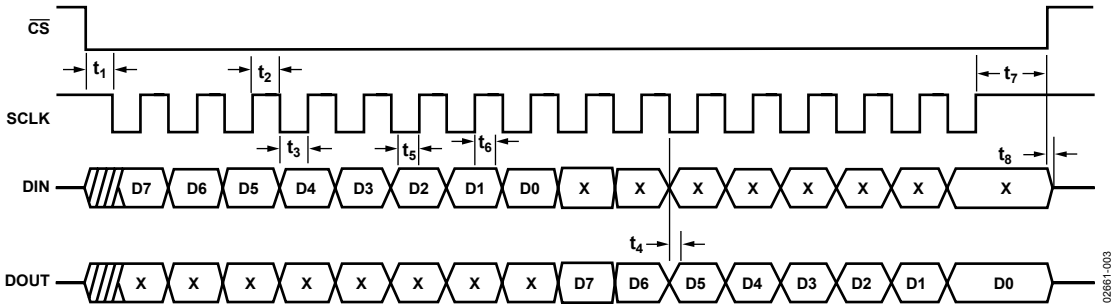 CS
t1 t2 t7
SCLK
t3 t5 t6 t8
DIN D7 D6 D5 D4 D3 D2 D1 D0 X X X X X X X X
t4
DOUT X X X X X X X X D7 D6 D5 D4 D3 D2 D1 D0
02661-003